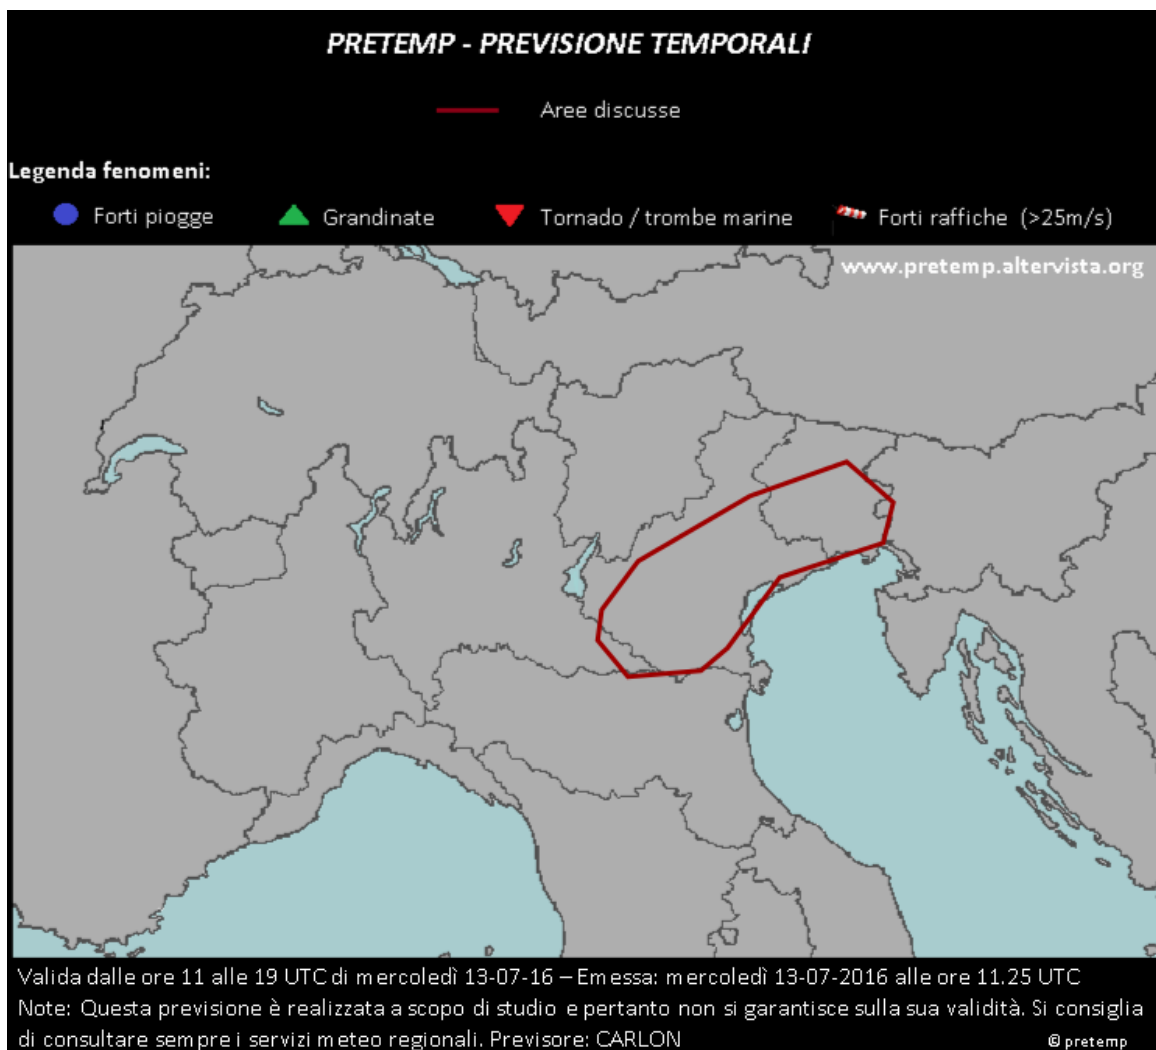 PRETEMP - PREVISIONE TEMPORALI
Aree discusse
Legenda fenomeni:
Forti piogge Grandinate Tornado / trombe marine Forti raffiche (>25m/s)
www.pretemp.altervista.org
Valida dalle ore 11 alle 19 UTC di mercoledì 13-07-16 – Emessa: mercoledì 13-07-2016 alle ore 11.25 UTC
Note: Questa previsione è realizzata a scopo di studio e pertanto non si garantisce sulla sua validità. Si consiglia
di consultare sempre i servizi meteo regionali. Previsore: CARLON © pretemp